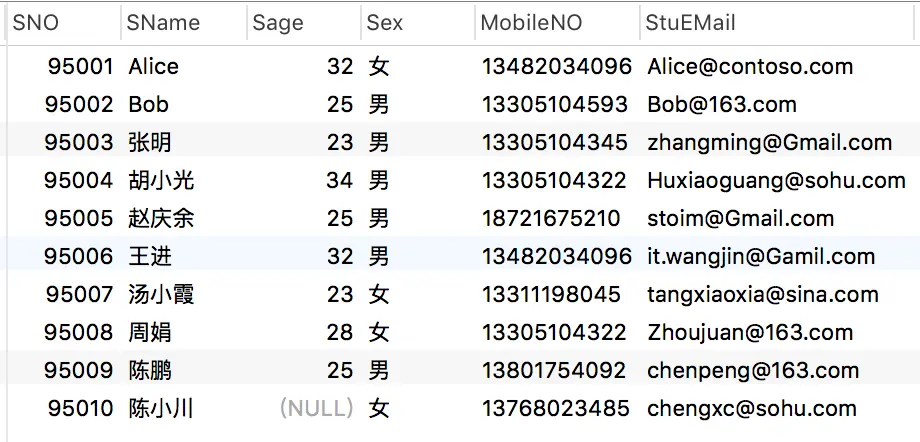 SNO SName Sage Sex MobileNO StuEMail
95001 Alice 32 女 13482034096 Alice@contoso.com
95002 Bob 25 男 13305104593 Bob@163.com
95003 张明 23 男 13305104345 zhangming@Gmail.com
95004 胡小光 34 男 13305104322 Huxiaoguang@sohu.com
95005 赵庆余 25 男 18721675210 stoim@Gmail.com
95006 王进 32 男 13482034096 it.wangjin@Gamil.com
95007 汤小霞 23 女 13311198045 tangxiaoxia@sina.com
95008 周娟 28 女 13305104322 Zhoujuan@163.com
95009 陈鹏 25 男 13801754092 chenpeng@163.com
95010 陈小川 (NULL) 女 13768023485 chengxc@sohu.com